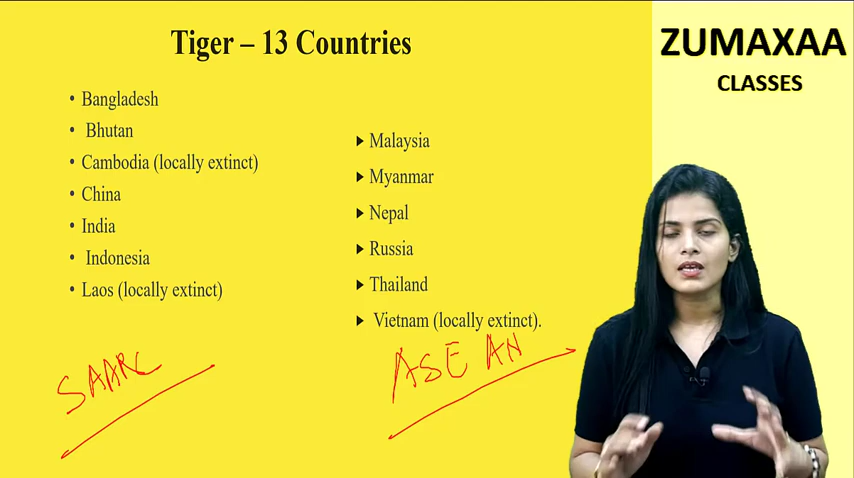 Tiger – 13 Countries
• Bangladesh
• Bhutan
• Cambodia (locally extinct)
• China
• India
• Indonesia
• Laos (locally extinct)
▶ Malaysia
▶ Myanmar
▶ Nepal
▶ Russia
▶ Thailand
▶ Vietnam (locally extinct).
SAARC
ASEAN
ZUMAXAA
CLASSES